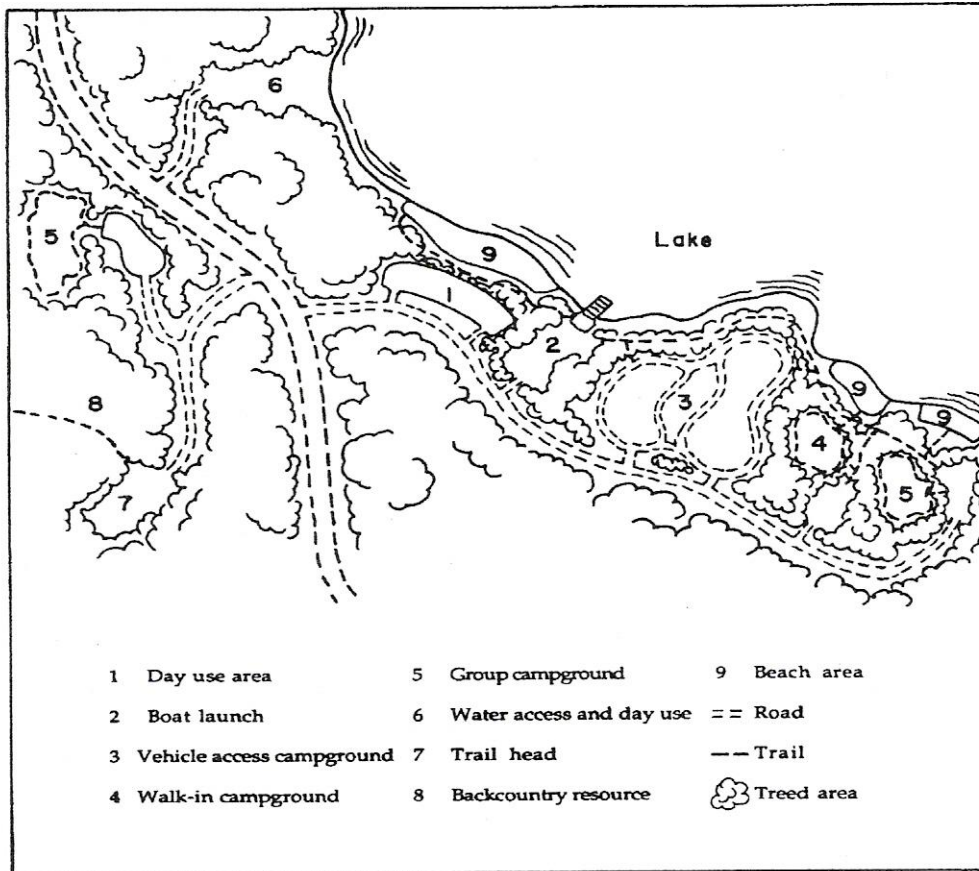 6
5
9
Lake
1
2
8
3
9
9
4
7
5
1 Day use area
2 Boat launch
3 Vehicle access campground
4 Walk-in campground
5 Group campground
6 Water access and day use
7 Trail head
8 Backcountry resource
9 Beach area
== Road
--- Trail
Treed area